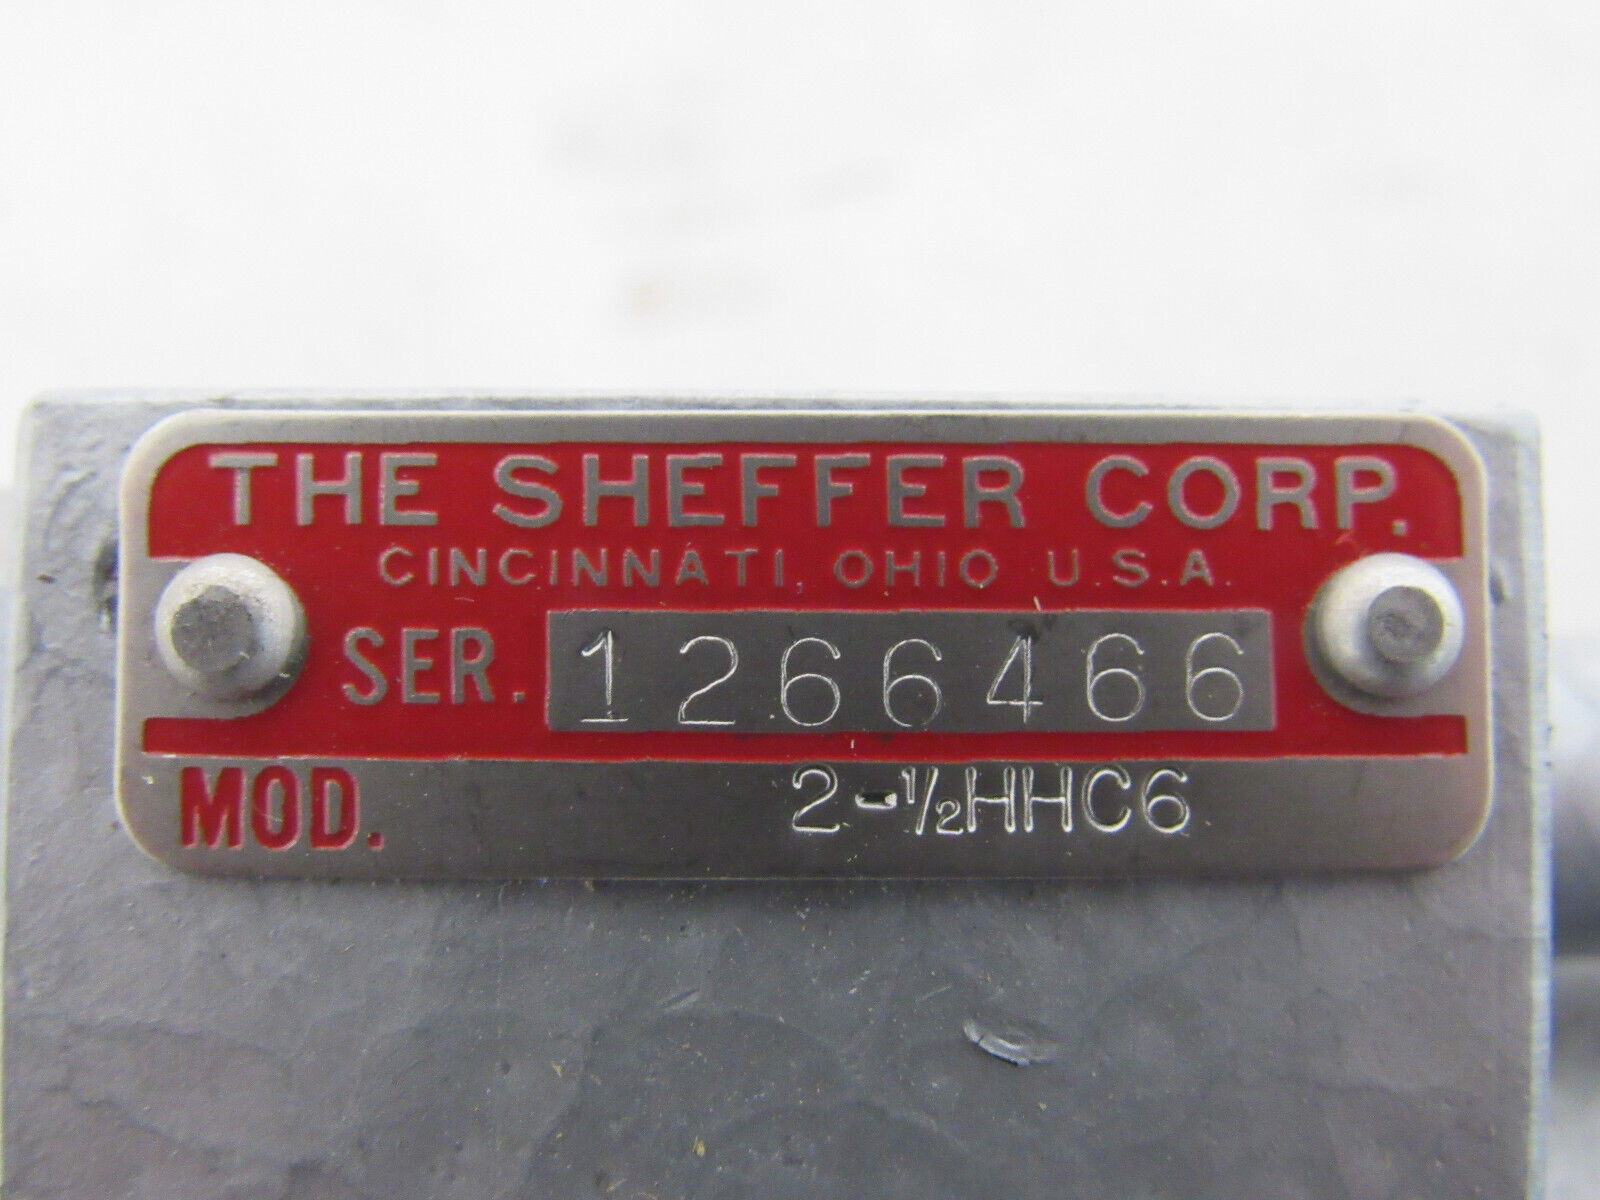 THE SHEFFER CORP.
CINCINNATI, OHIO U.S.A.
SER. 1266466
MOD. 2-½HHC6